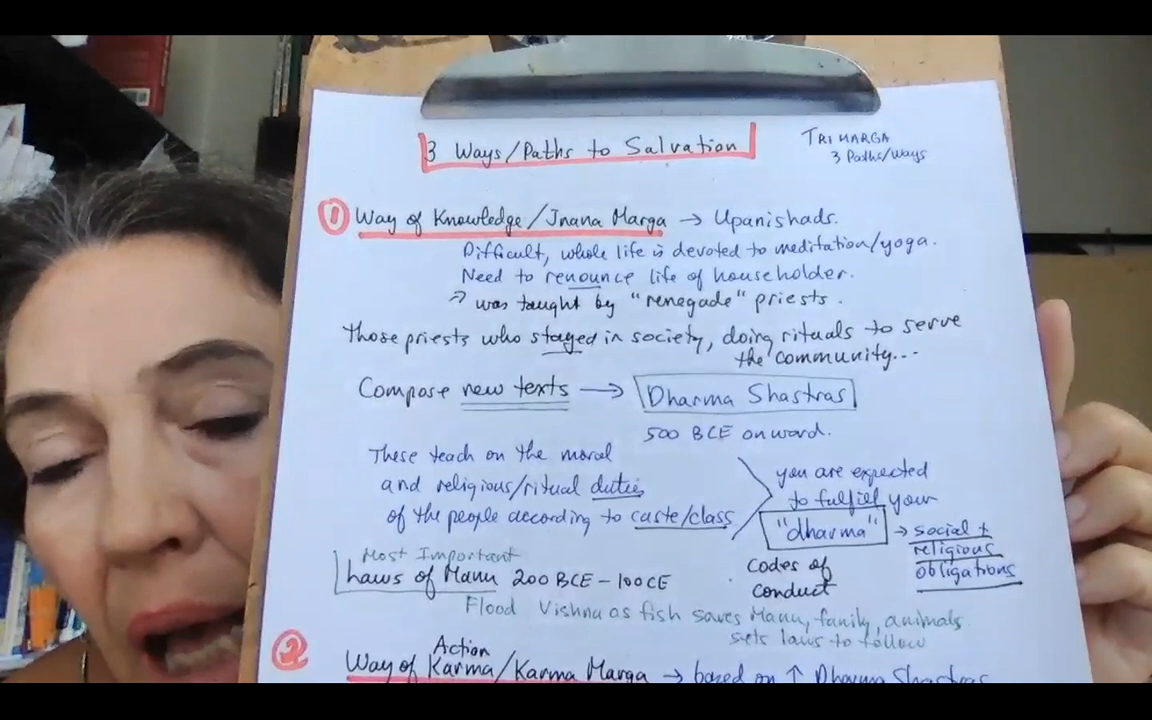 3 Ways/Paths to Salvation
TRI MARGA
3 Paths/Ways
① Way of Knowledge/Jnana Marga → Upanishads.
Difficult, whole life is devoted to meditation/yoga.
Need to renounce life of householder.
→ was taught by "renegade" priests.
Those priests who stayed in society, doing rituals to serve
the community...
Compose new texts → Dharma Shastras
500 BCE onward.
These teach on the moral
and religious/ritual duties
of the people according to caste/class
you are expected
to fulfill your
"dharma" → social +
religious
obligations
Codes of
conduct
Most Important
Laws of Manu 200 BCE - 100 CE
Flood Vishnu as fish saves Manu, family, animals
sets laws to follow
② Way of Karma/Karma Marga → based on ↑ Dharma Shastras
Action